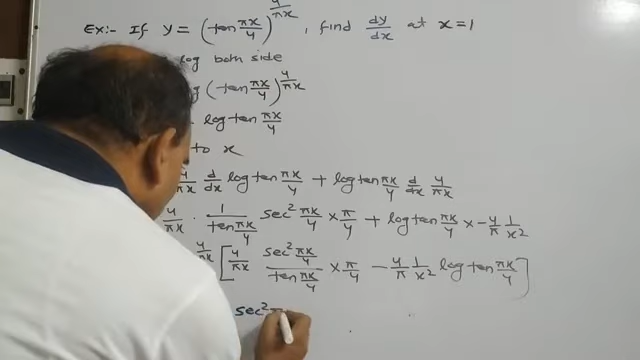 Ex:- If y = (tan πx/4)^4/πx, find dy/dx at x=1
log both side
(tan πx/4)^4/πx
log tan πx/4
to x
d/dx log tan πx/4 + log tan πx/4 d/dx 4/πx
4/πx · 1/tan πx/4 sec² πx/4 × π/4 + log tan πx/4 × -4/π 1/x²
[4/πx sec² πx/4 / tan πx/4 × π/4 - 4/π 1/x² log tan πx/4]
sec² π